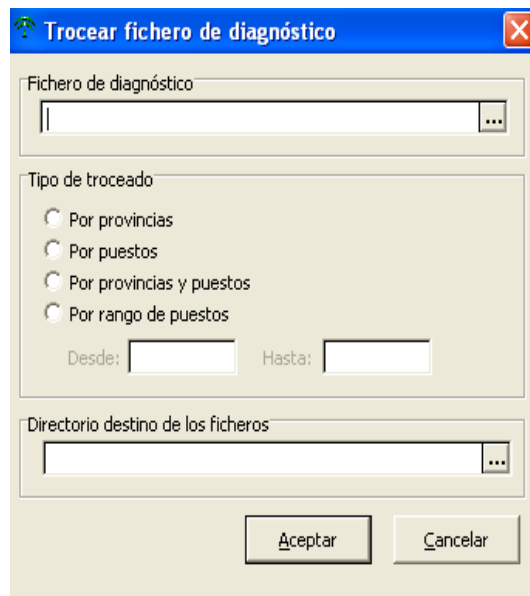 Trocear fichero de diagnóstico
Fichero de diagnóstico
...
Tipo de troceado
Por provincias
Por puestos
Por provincias y puestos
Por rango de puestos
Desde: Hasta:
Directorio destino de los ficheros
...
Aceptar Cancelar